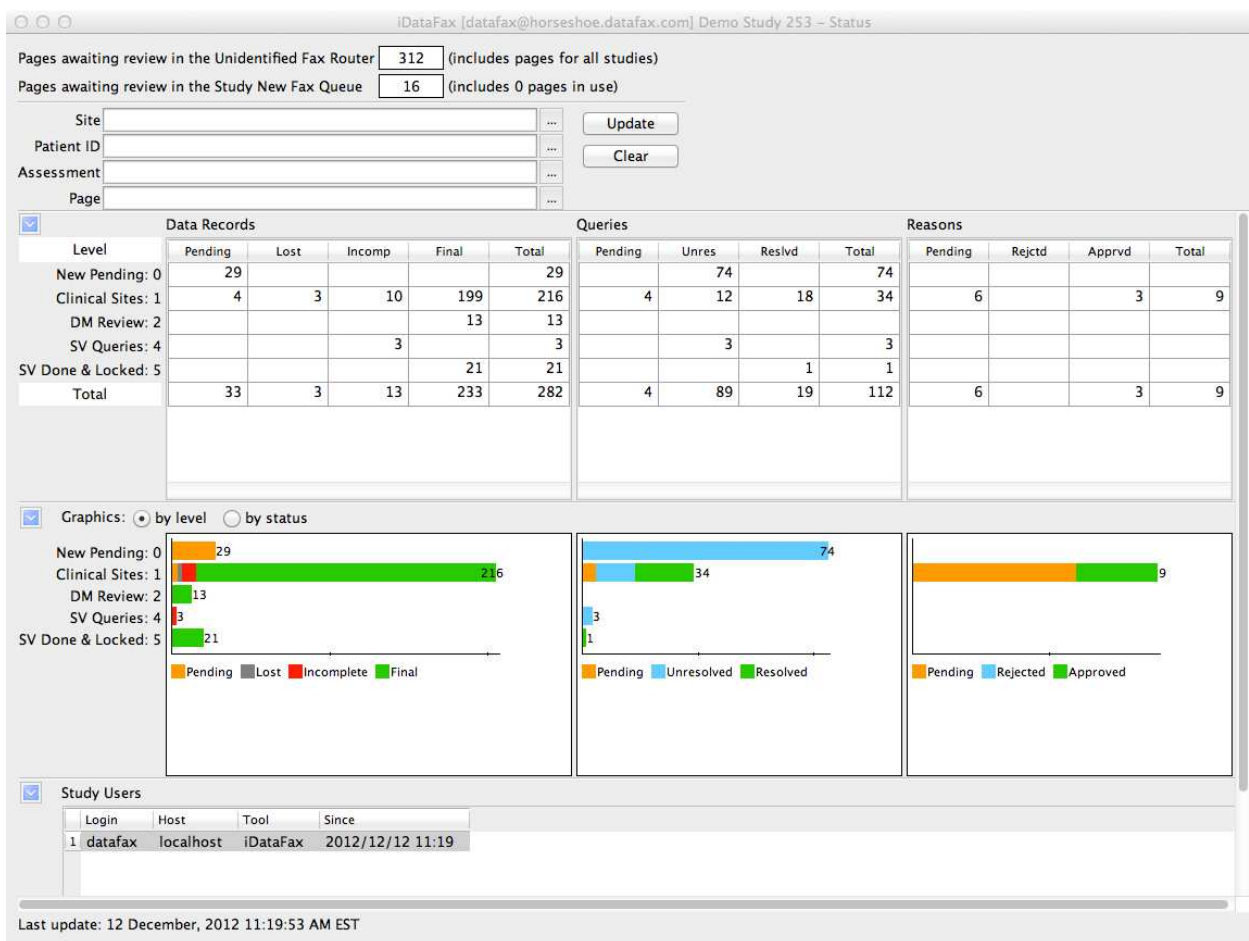 iDataFax [datafax@horseshoe.datafax.com] Demo Study 253 – Status
Pages awaiting review in the Unidentified Fax Router 312 (includes pages for all studies)
Pages awaiting review in the Study New Fax Queue 16 (includes 0 pages in use)
Site ... Update
Patient ID ...
Clear
Assessment ...
Page ...
Data Records Queries Reasons
Level Pending Lost Incomp Final Total Pending Unres Reslvd Total Pending Rejctd Apprvd Total
New Pending: 0 29 29 74 74
Clinical Sites: 1 4 3 10 199 216 4 12 18 34 6 3 9
DM Review: 2 13 13
SV Queries: 4 3 3 3 3
SV Done & Locked: 5 21 21 1 1
Total 33 3 13 233 282 4 89 19 112 6 3 9
Graphics: by level by status
New Pending: 0 29 74
Clinical Sites: 1 216 34 9
DM Review: 2 13
SV Queries: 4 3 3
SV Done & Locked: 5 21 1
Pending Lost Incomplete Final Pending Unresolved Resolved Pending Rejected Approved
Study Users
Login Host Tool Since
1 datafax localhost iDataFax 2012/12/12 11:19
Last update: 12 December, 2012 11:19:53 AM EST